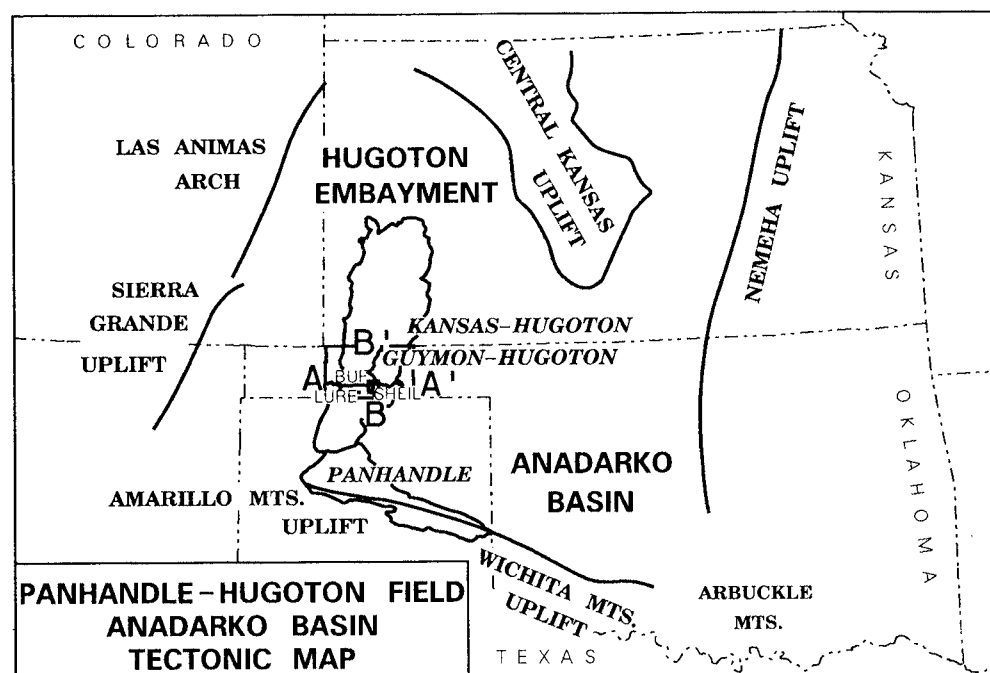 COLORADO
LAS ANIMAS
ARCH
HUGOTON
EMBAYMENT
CENTRAL KANSAS
UPLIFT
NEMEHA UPLIFT
KANSAS
SIERRA
GRANDE
UPLIFT
KANSAS-HUGOTON
B'
GUYMON-HUGOTON
A
A'
LURE
SHEIL
B
OKLAHOMA
PANHANDLE
ANADARKO
BASIN
AMARILLO MTS.
UPLIFT
WICHITA MTS.
UPLIFT
ARBUCKLE
MTS.
TEXAS
PANHANDLE-HUGOTON FIELD
ANADARKO BASIN
TECTONIC MAP